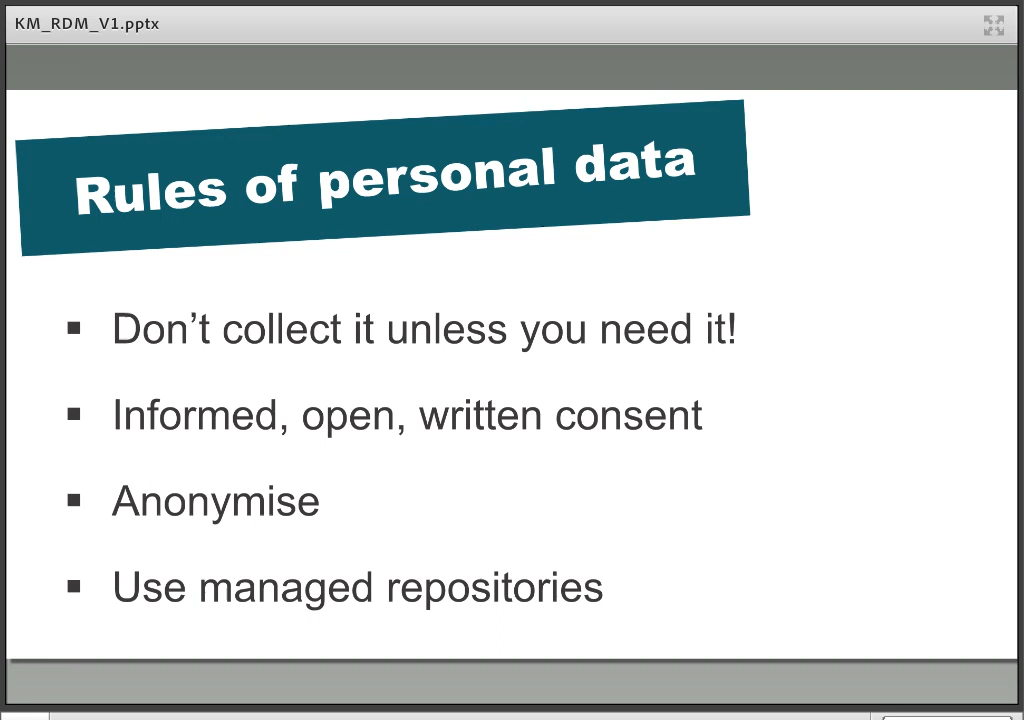 KM_RDM_V1.pptx
Rules of personal data
▪ Don’t collect it unless you need it!
▪ Informed, open, written consent
▪ Anonymise
▪ Use managed repositories